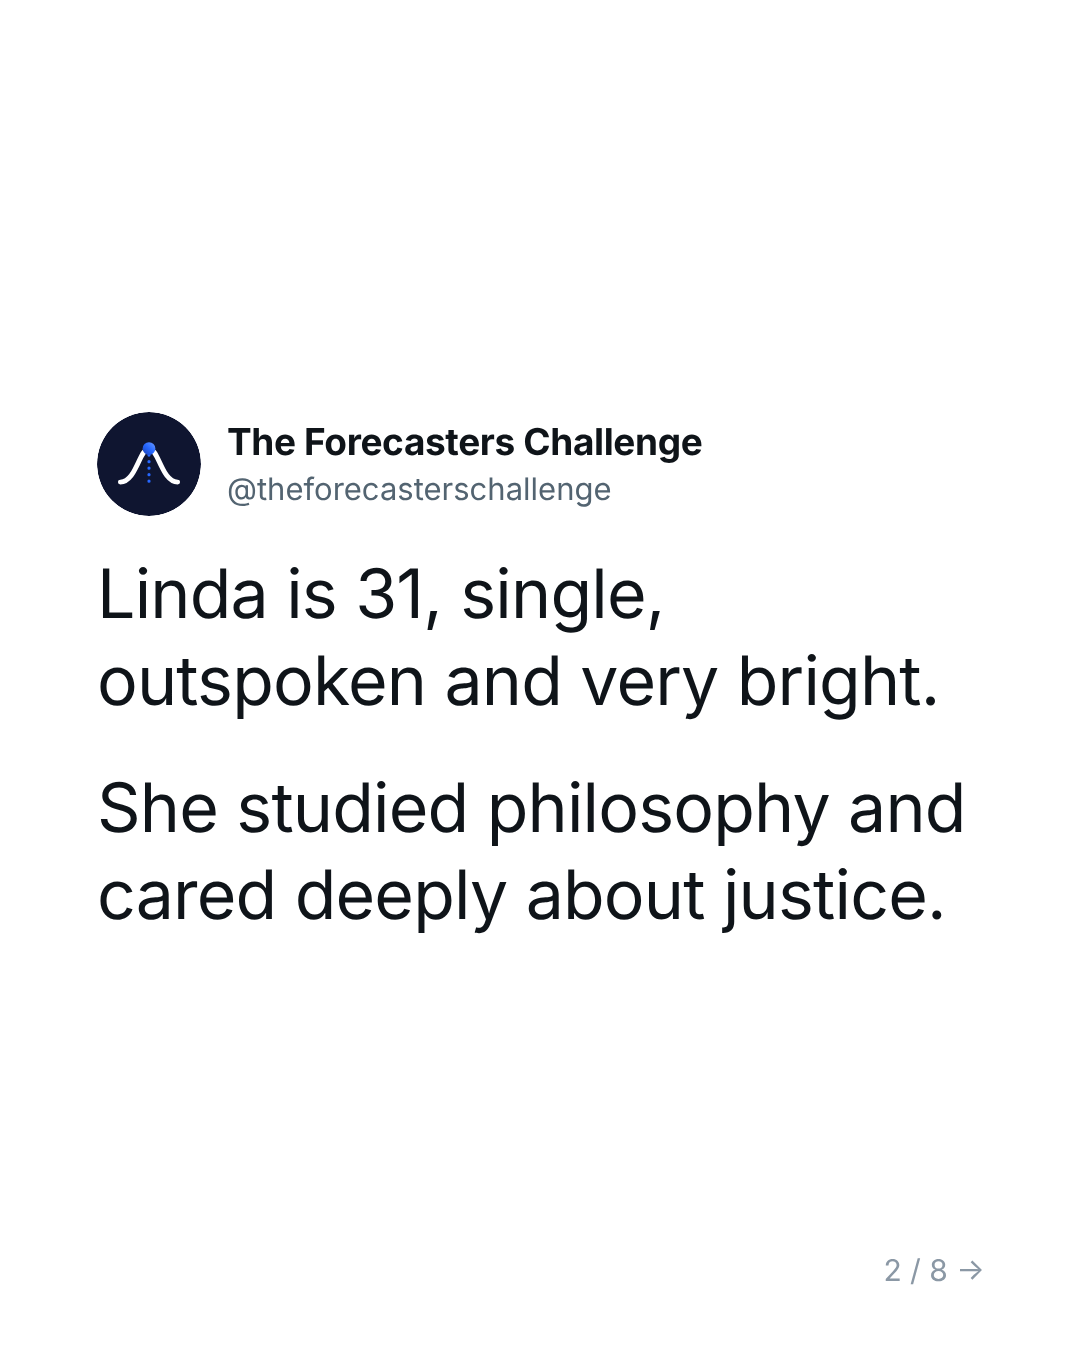 The Forecasters Challenge
@theforecasterschallenge
Linda is 31, single,
outspoken and very bright.
She studied philosophy and
cared deeply about justice.
2 / 8 →